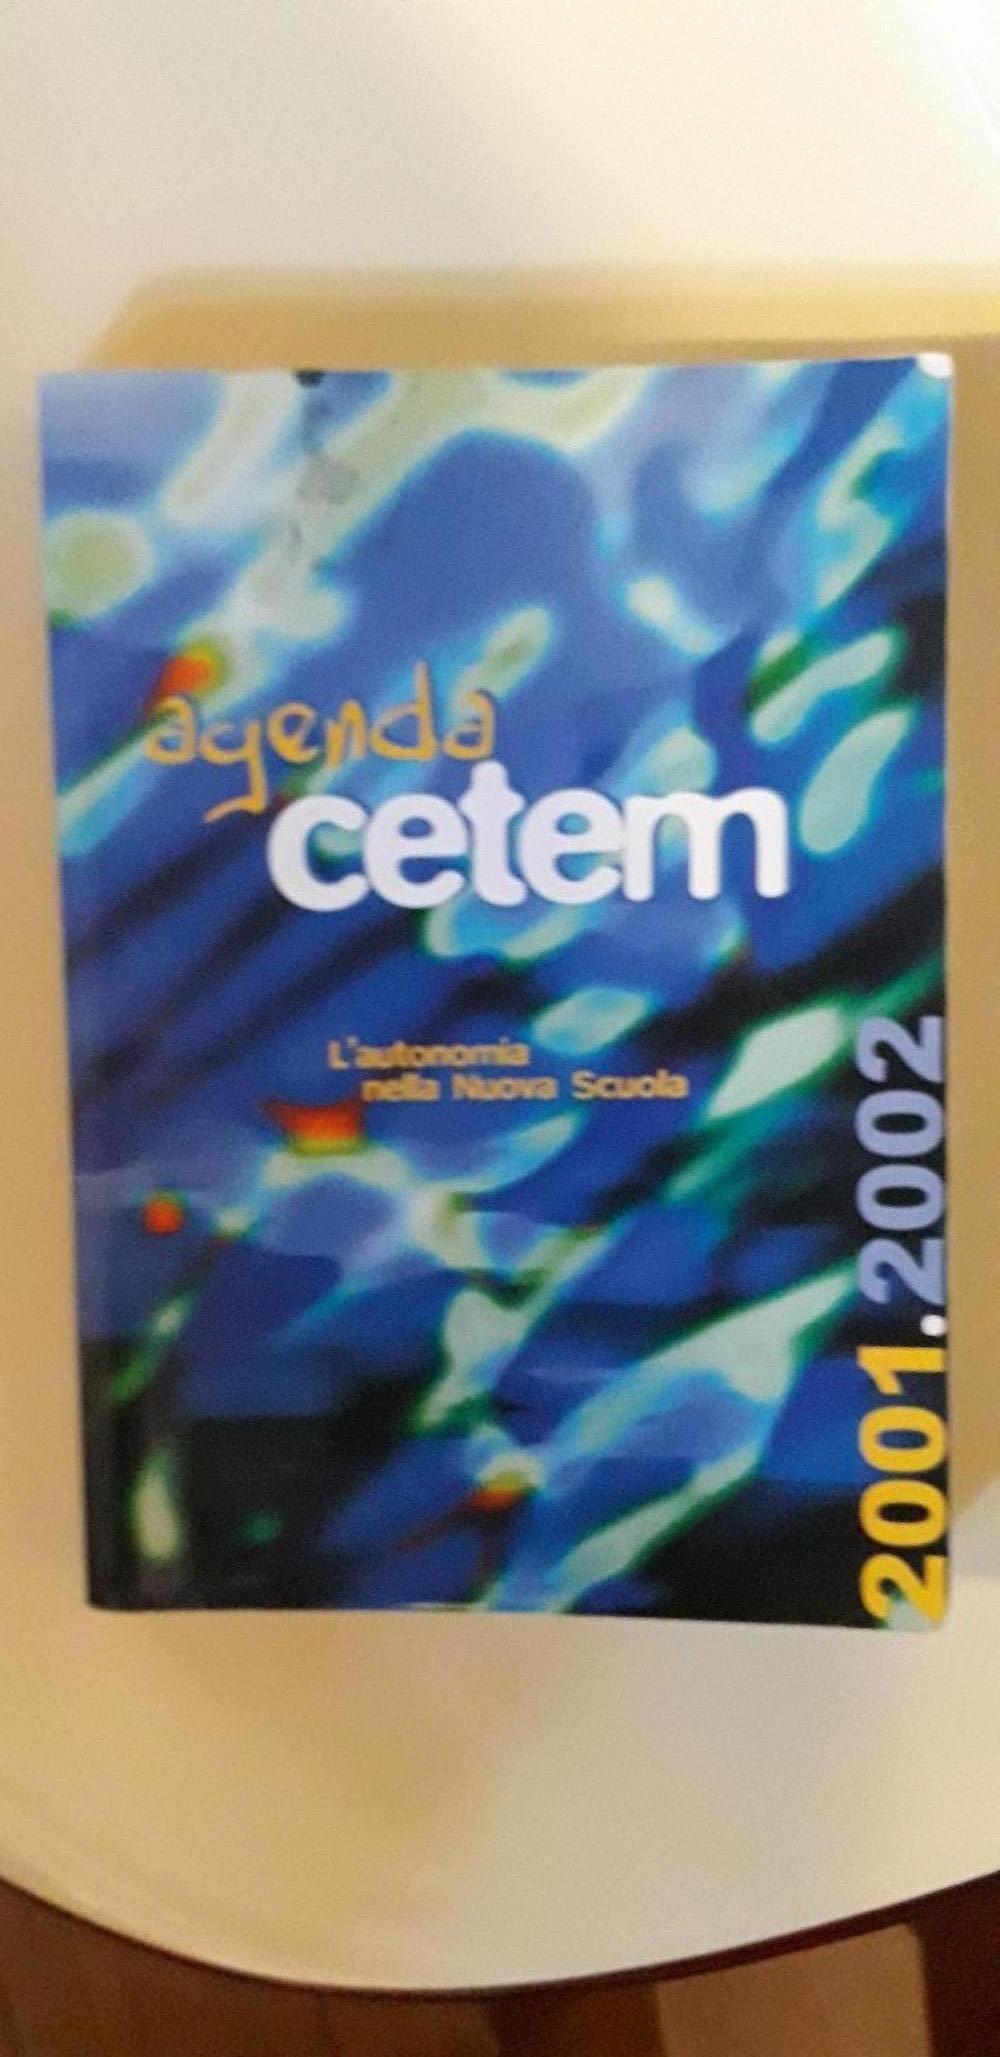 agenda
cetem
L'autonomia
nella Nuova Scuola
2001.2002